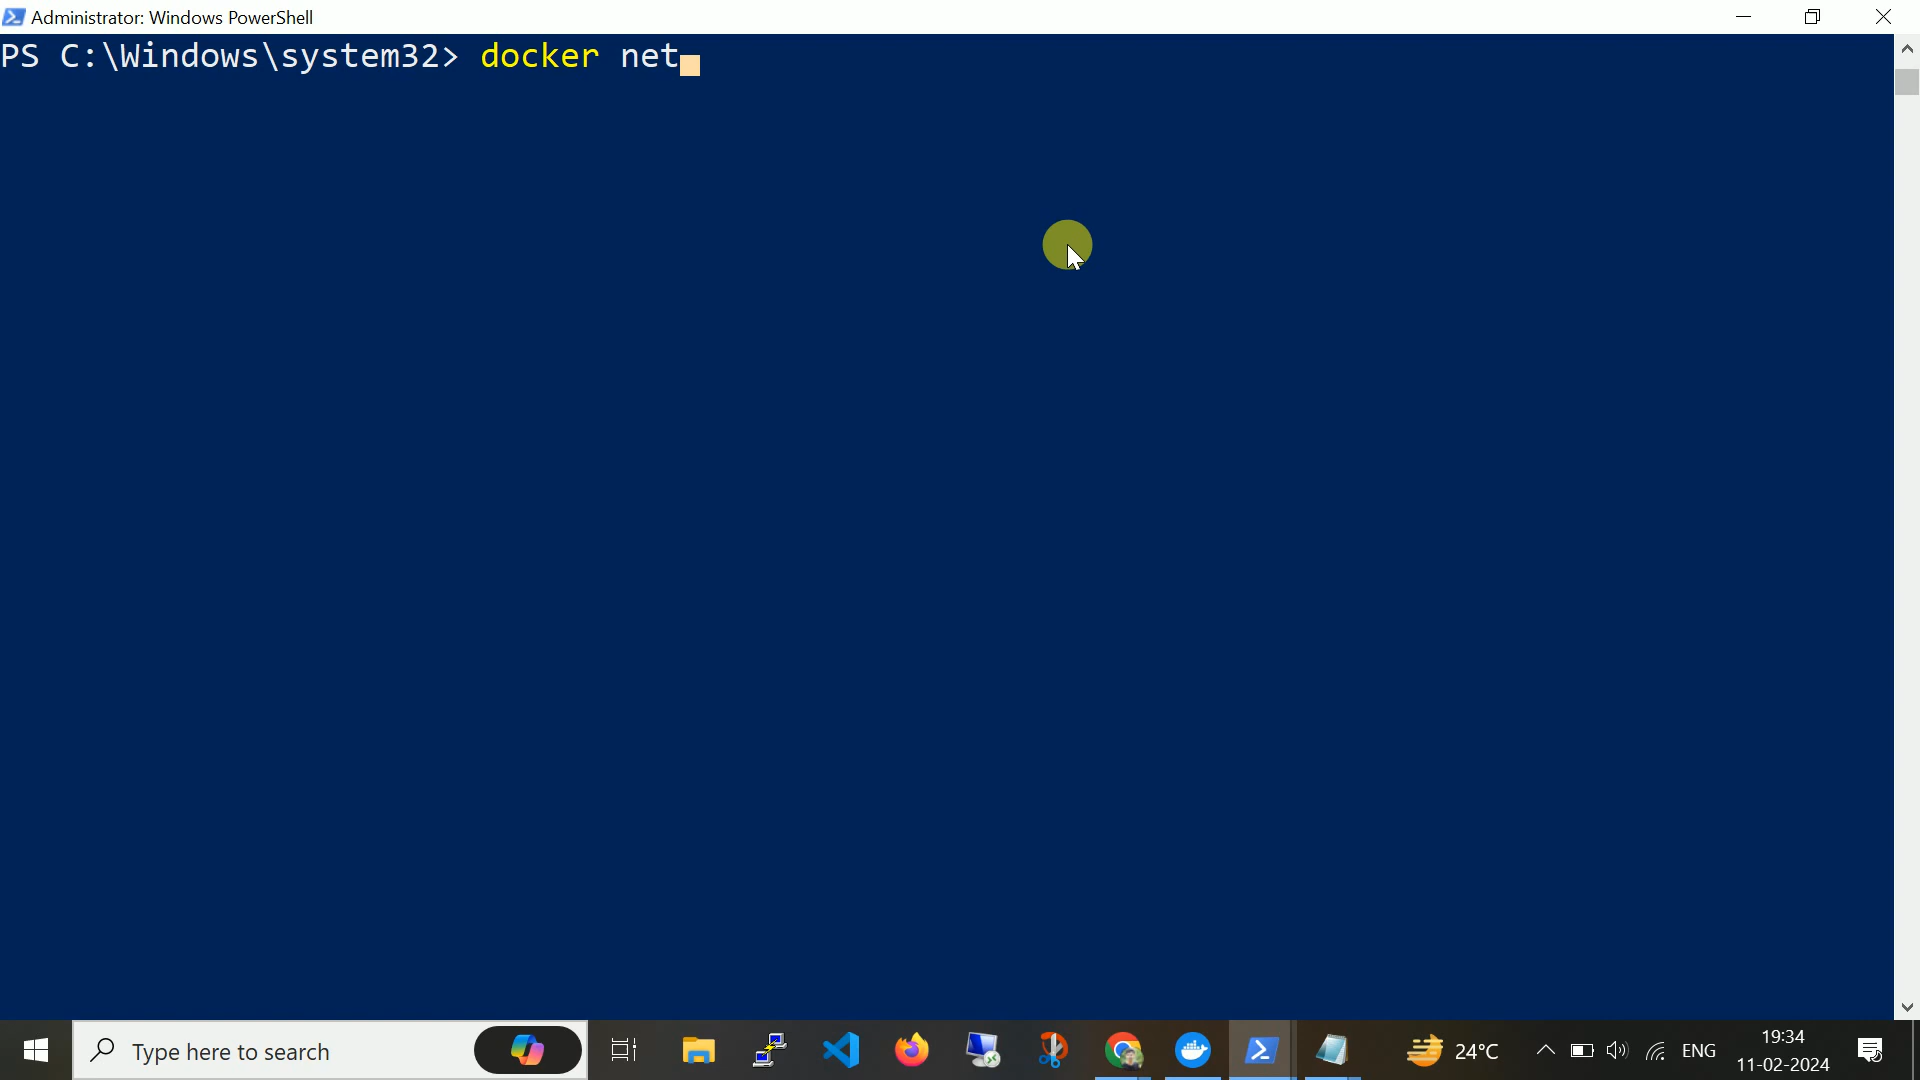 Administrator: Windows PowerShell
PS C:\Windows\system32> docker net
Type here to search
24°C
ENG
19:34
11-02-2024